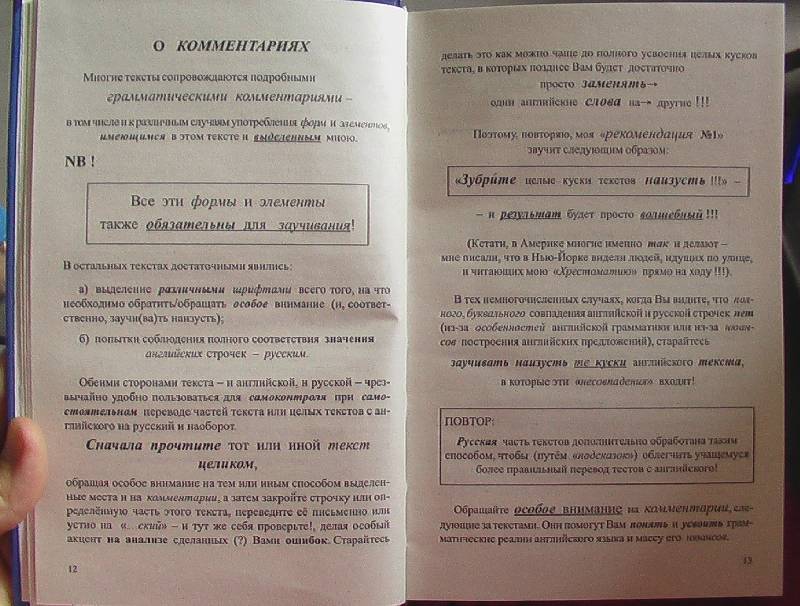 О КОММЕНТАРИЯХ
Многие тексты сопровождаются подробными
грамматическими комментариями –
в том числе и к различным случаям употребления форм и элементов,
имеющимся в этом тексте и выделенным мною.
NB !
Все эти формы и элементы
также обязательны для заучивания!
В остальных текстах достаточными явились:
а) выделение различными шрифтами всего того, на что
необходимо обратить/обращать особое внимание (и, соответ-
ственно, заучи(ва)ть наизусть);
б) попытки соблюдения полного соответствия значения
английских строчек – русским.
Обеими сторонами текста – и английской, и русской – чрез-
вычайно удобно пользоваться для самоконтроля при само-
стоятельном переводе частей текста или целых текстов с ан-
глийского на русский и наоборот.
Сначала прочтите тот или иной текст
целиком,
обращая особое внимание на тем или иным способом выделен-
ные места и на комментарии, а затем закройте строчку или оп-
ределённую часть этого текста, переведите её письменно или
устно на «...ский» – и тут же себя проверьте!, делая особый
акцент на анализе сделанных (?) Вами ошибок. Старайтесь
12
делать это как можно чаще до полного усвоения целых кусков
текста, в которых позднее Вам будет достаточно
просто заменять→
одни английские слова на→ другие !!!
Поэтому, повторяю, моя «рекомендация №1»
звучит следующим образом:
«Зубри́те целые куски текстов наизусть !!!» –
– и результат будет просто волшебный !!!
(Кстати, в Америке многие именно так и делают –
мне писали, что в Нью-Йорке видели людей, идущих по улице,
и читающих мою «Хрестоматию» прямо на ходу !!!).
В тех немногочисленных случаях, когда Вы видите, что пол-
ного, буквального совпадения английской и русской строчек нет
(из-за особенностей английской грамматики или из-за нюан-
сов построения английских предложений), старайтесь
заучивать наизусть те куски английского текста,
в которые эти «несовпадения» входят!
ПОВТОР:
Русская часть текстов дополнительно обработана таким
способом, чтобы (путём «подсказок») облегчить учащемуся
более правильный перевод тестов с английского!
Обращайте особое внимание на комментарии, сле-
дующие за текстами. Они помогут Вам понять и усвоить грам-
матические реалии английского языка и массу его нюансов.
13